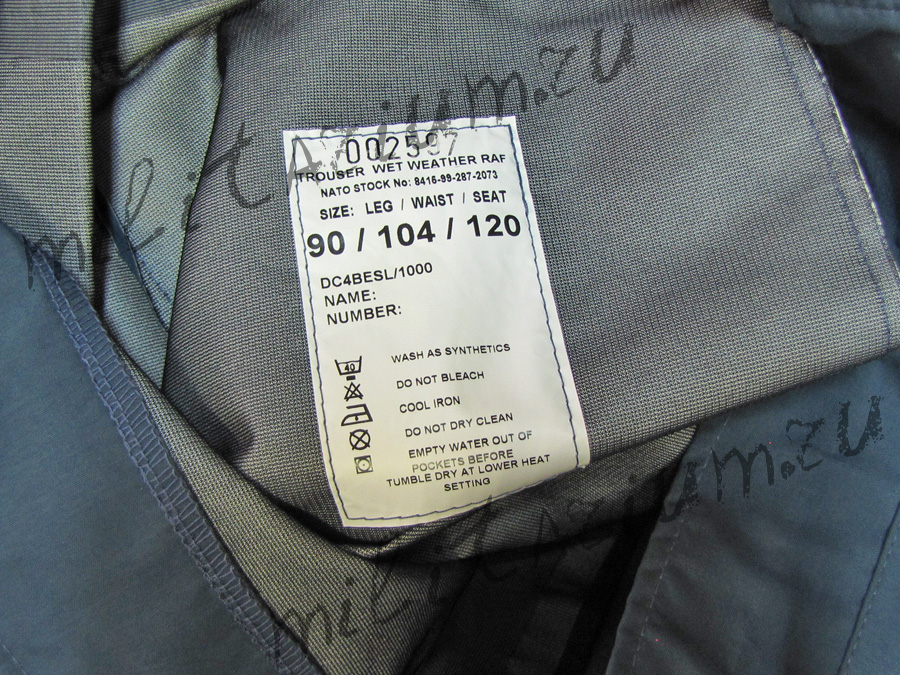 002597
TROUSER WET WEATHER RAF
NATO STOCK No: 8415-99-287-2073
SIZE: LEG / WAIST / SEAT
90 / 104 / 120
DC4BESL/1000
NAME:
NUMBER:
40
WASH AS SYNTHETICS
DO NOT BLEACH
COOL IRON
DO NOT DRY CLEAN
EMPTY WATER OUT OF
POCKETS BEFORE
TUMBLE DRY AT LOWER HEAT
SETTING
militarium.zu
militarium.zu